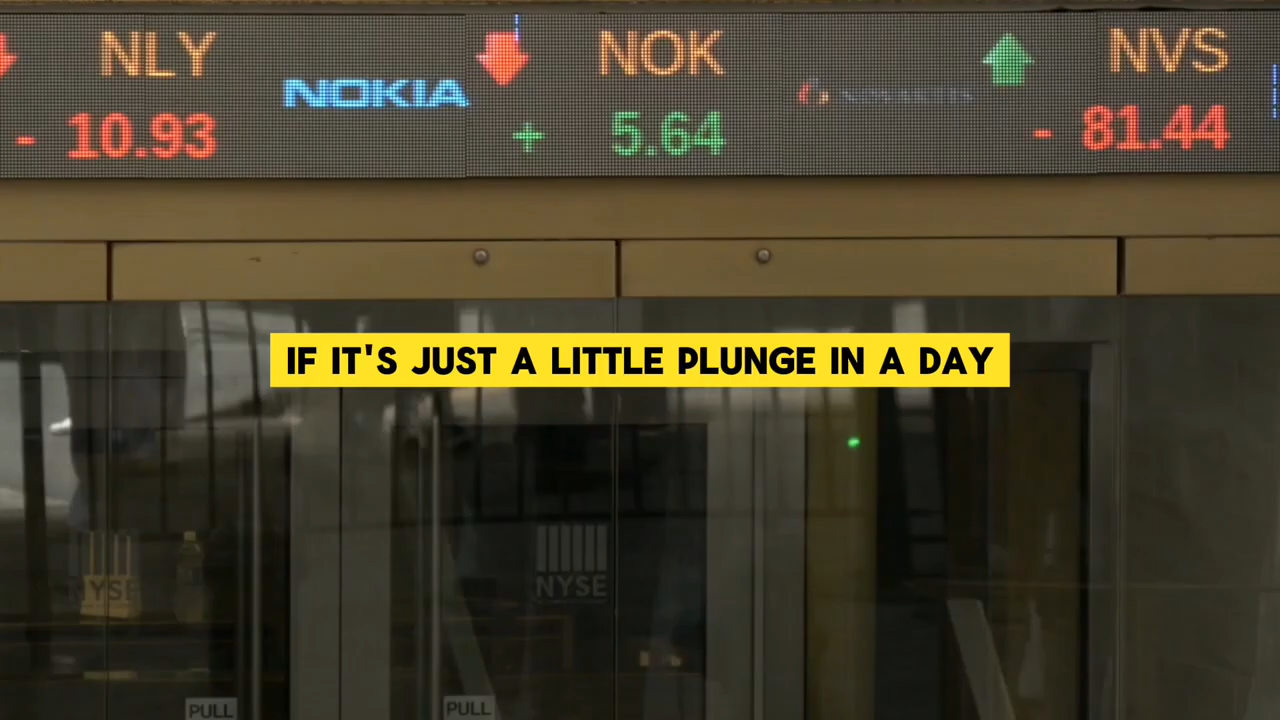 NLY
NOKIA
NOK
NOVARTIS
NVS
- 10.93
+ 5.64
- 81.44
IF IT'S JUST A LITTLE PLUNGE IN A DAY
NYSE
NYSE
PULL
PULL